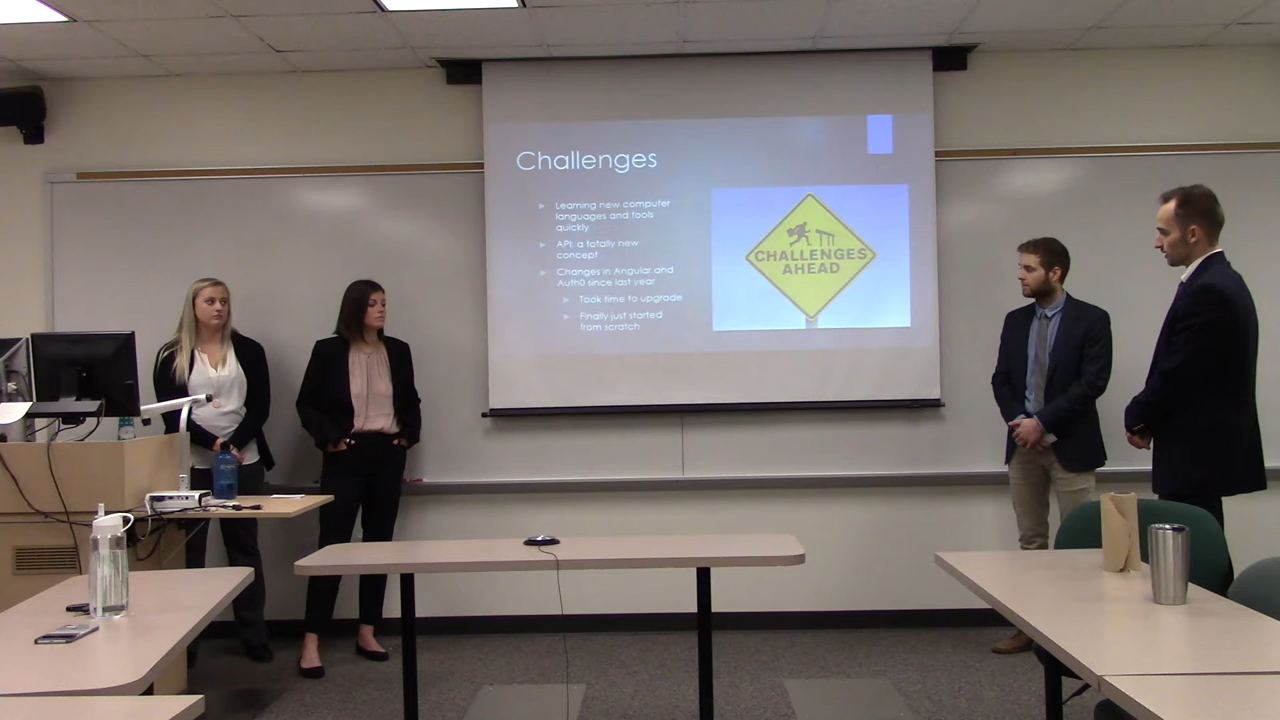 Challenges
Learning new computer
languages and tools
quickly
API: a totally new
concept
Changes in Angular and
Auth0 since last year
Took time to upgrade
Finally just started
from scratch
CHALLENGES
AHEAD